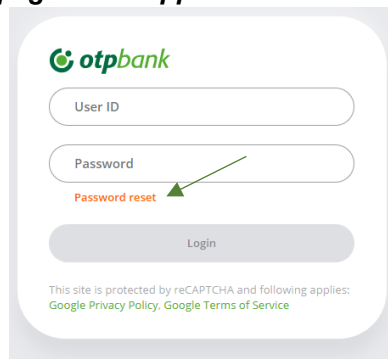 otpbank
User ID
Password
Password reset
Login
This site is protected by reCAPTCHA and following applies:
Google Privacy Policy, Google Terms of Service